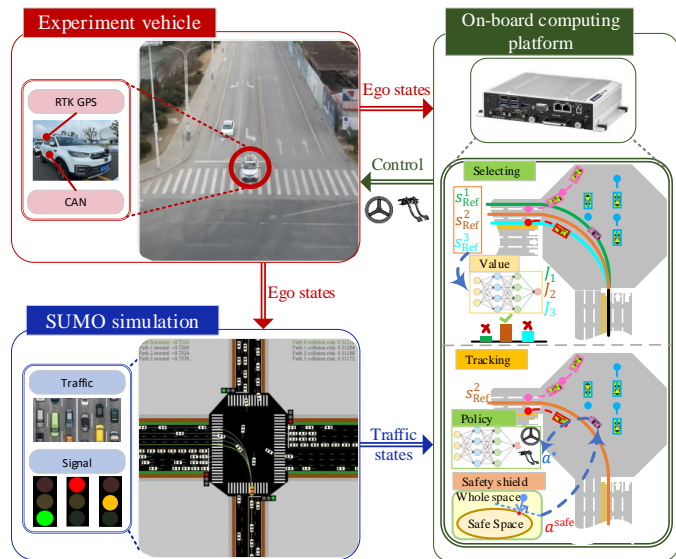 Experiment vehicle
RTK GPS
CAN
Ego states
Control
Ego states
On-board computing
platform
Selecting
S¹Ref
S²Ref
S³Ref
Value
J₁
J₂
J₃
Tracking
S²Ref
Policy
a*
Safety shield
Whole space
Safe Space
aˢᵃᶠᵉ
SUMO simulation
Traffic
Signal
Traffic
states